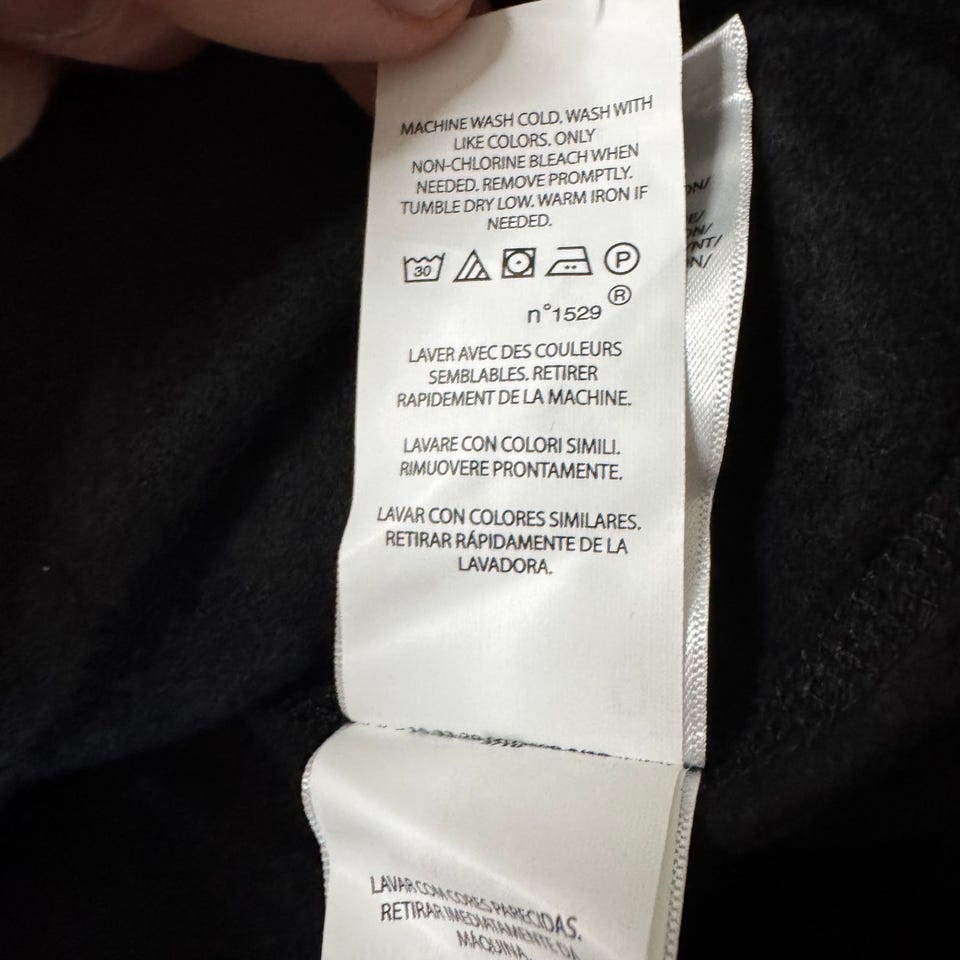 MACHINE WASH COLD. WASH WITH
LIKE COLORS. ONLY
NON-CHLORINE BLEACH WHEN
NEEDED. REMOVE PROMPTLY.
TUMBLE DRY LOW. WARM IRON IF
NEEDED.
30 P
®
n°1529
LAVER AVEC DES COULEURS
SEMBLABLES. RETIRER
RAPIDEMENT DE LA MACHINE.
LAVARE CON COLORI SIMILI.
RIMUOVERE PRONTAMENTE.
LAVAR CON COLORES SIMILARES.
RETIRAR RÁPIDAMENTE DE LA
LAVADORA.
LAVAR COM CORES PARECIDAS.
RETIRAR IMEDIATAMENTE DA
MÁQUINA.